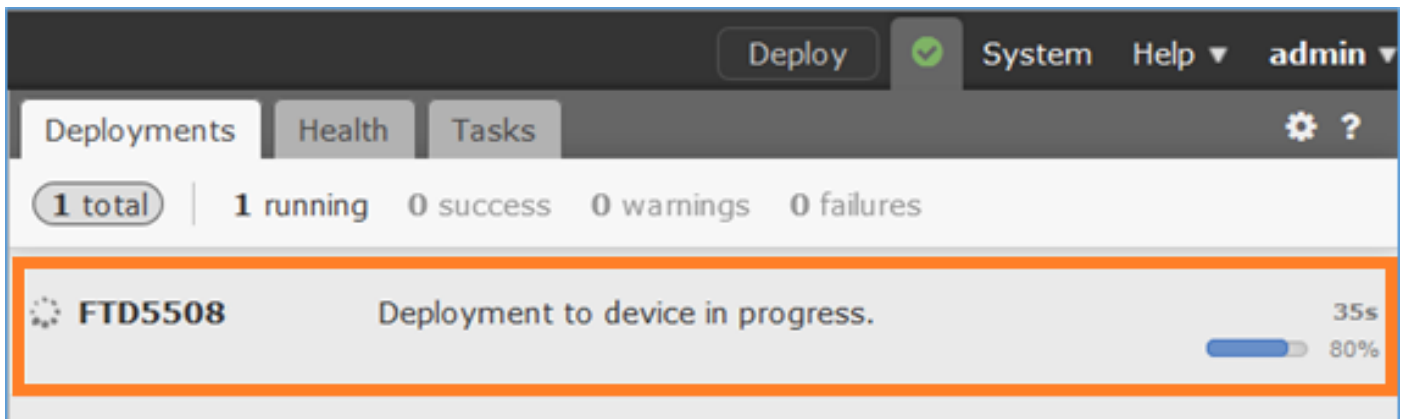 Deploy System Help admin
Deployments Health Tasks ?
1 total 1 running 0 success 0 warnings 0 failures
FTD5508 Deployment to device in progress. 35s
80%